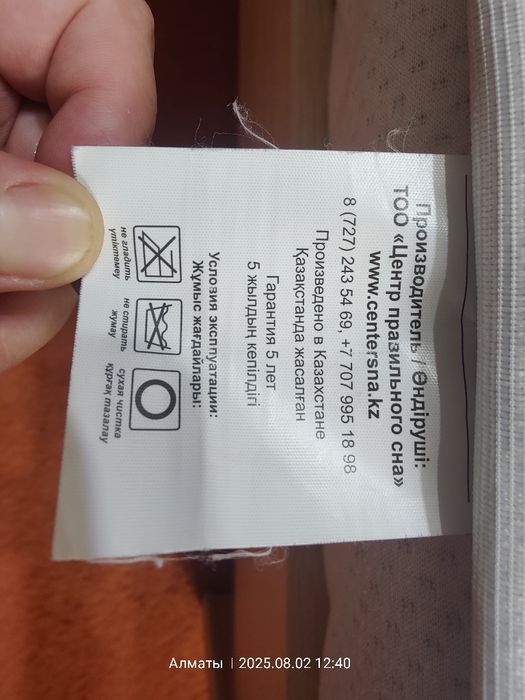 Производитель / Өндіруші:
ТОО «Центр празильного сна»
www.centersna.kz
8 (727) 243 54 69, +7 707 995 18 98
Произведено в Казахстане
Қазақстанда жасалған
Гарантия 5 лет
5 жылдың кепілдігі
Условия эксплуатации:
Жұмыс жағдайлары:
не гладить
үтіктемеу
не стирать
жумау
сухая чистка
құрғақ тазалау
Алматы | 2025.08.02 12:40